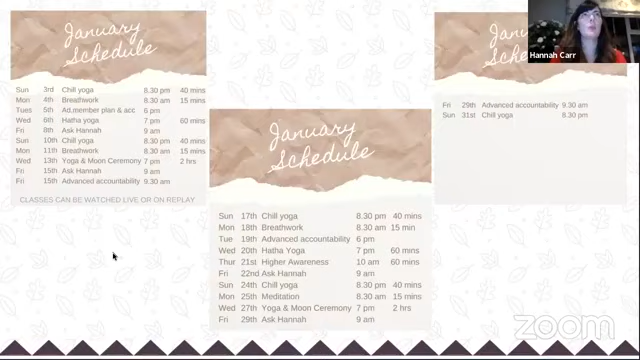 January
Schedule
Sun 3rd Chill yoga 8.30 pm 40 mins
Mon 4th Breathwork 8.30 am 15 mins
Tues 5th Ad.member plan & acc 6 pm
Wed 6th Hatha yoga 7 pm 60 mins
Fri 8th Ask Hannah 9 am
Sun 10th Chill yoga 8.30 pm 40 mins
Mon 11th Breathwork 8.30 am 15 mins
Wed 13th Yoga & Moon Ceremony 7 pm 2 hrs
Fri 15th Ask Hannah 9 am
Fri 15th Advanced accountability 9.30 am
CLASSES CAN BE WATCHED LIVE OR ON REPLAY
January
Schedule
Sun 17th Chill yoga 8.30 pm 40 mins
Mon 18th Breathwork 8.30 am 15 min
Tue 19th Advanced accountability 6 pm
Wed 20th Hatha Yoga 7 pm 60 mins
Thur 21st Higher Awareness 10 am 60 mins
Fri 22nd Ask Hannah 9 am
Sun 24th Chill yoga 8.30 pm 40 mins
Mon 25th Meditation 8.30 am 15 mins
Wed 27th Yoga & Moon Ceremony 7 pm 2 hrs
Fri 29th Ask Hannah 9 am
Fri 29th Advanced accountability 9.30 am
Sun 31st Chill yoga 8.30 pm
Hannah Carr
zoom